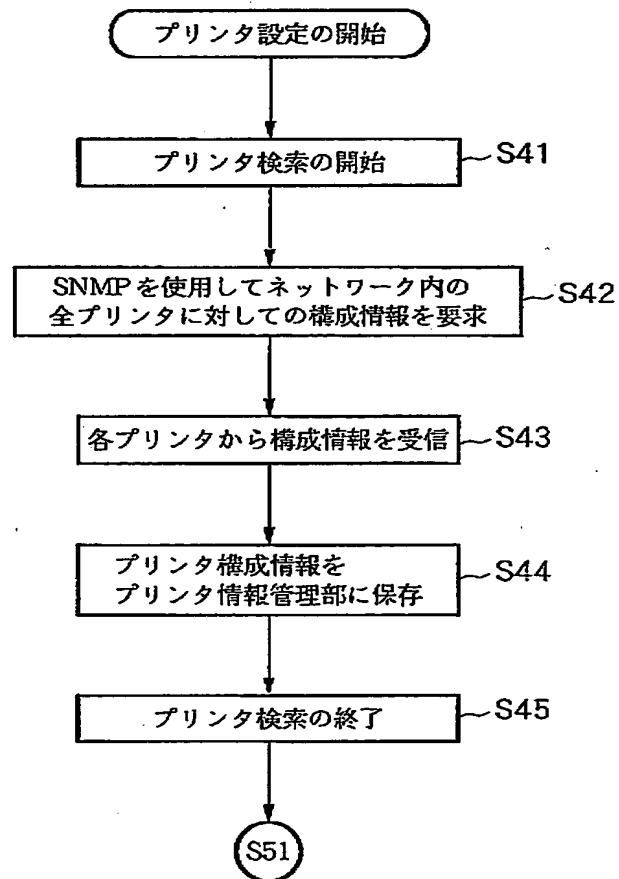 プリンタ設定の開始
プリンタ検索の開始
S41
SNMPを使用してネットワーク内の
全プリンタに対しての構成情報を要求
S42
各プリンタから構成情報を受信
S43
プリンタ構成情報を
プリンタ情報管理部に保存
S44
プリンタ検索の終了
S45
S51